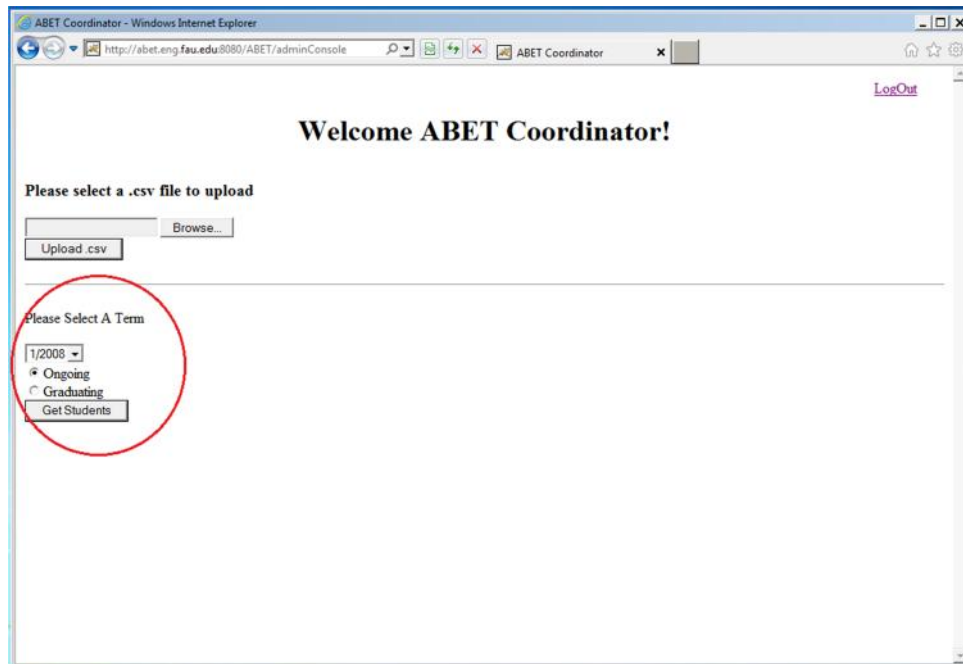 ABET Coordinator - Windows Internet Explorer
http://abet.eng.fau.edu:8080/ABET/adminConsole
ABET Coordinator
LogOut
Welcome ABET Coordinator!
Please select a .csv file to upload
Browse...
Upload .csv
Please Select A Term
1/2008
Ongoing
Graduating
Get Students